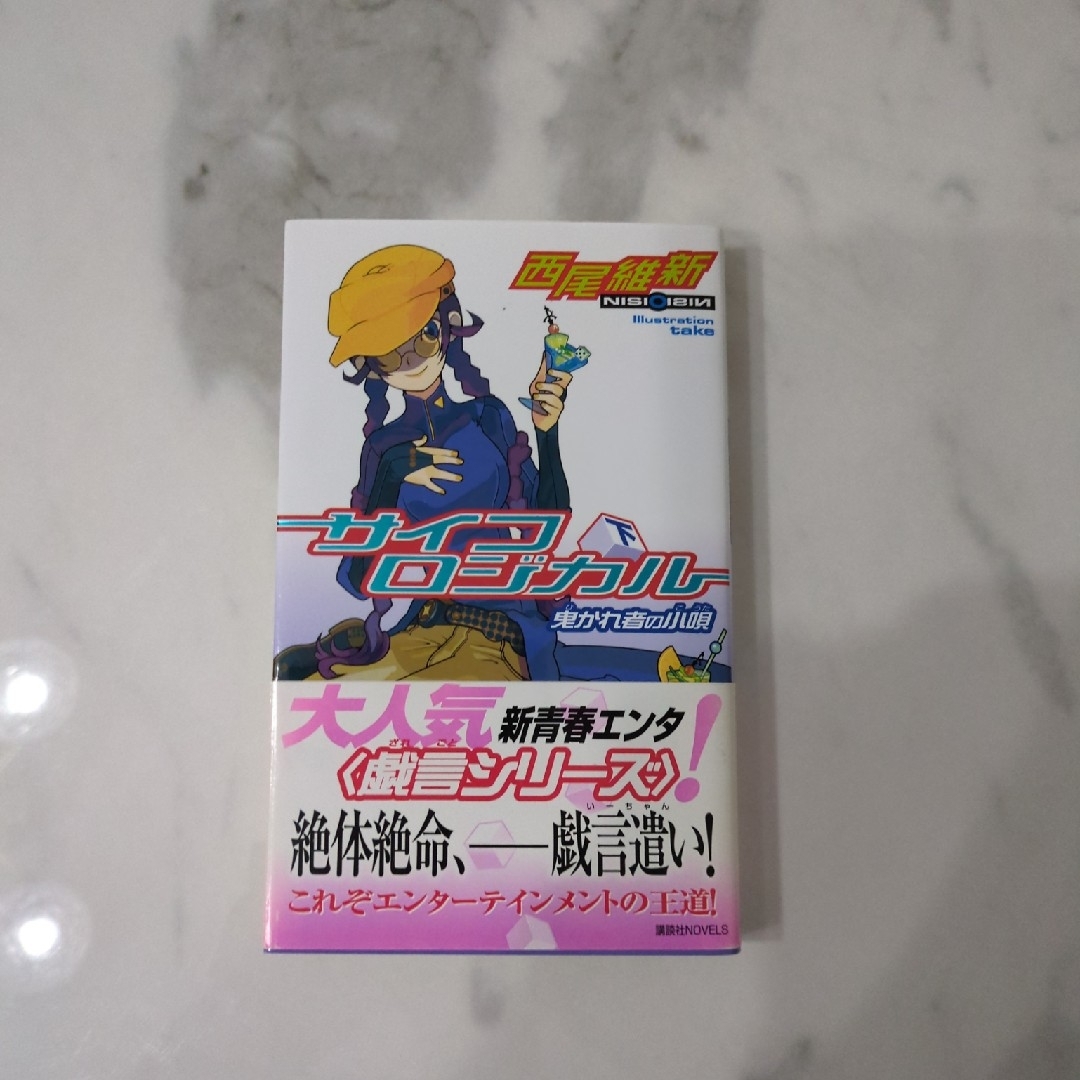 西尾維新
NISIOISIN
Illustration
take
サイコ
ロジカル
下
曳かれ者の小唄
ひ こうた
大人気 新青春エンタ
ざれ ごと
〈戯言シリーズ〉!
いーちゃん
絶体絶命、――戯言遣い!
これぞエンターテインメントの王道!
講談社NOVELS